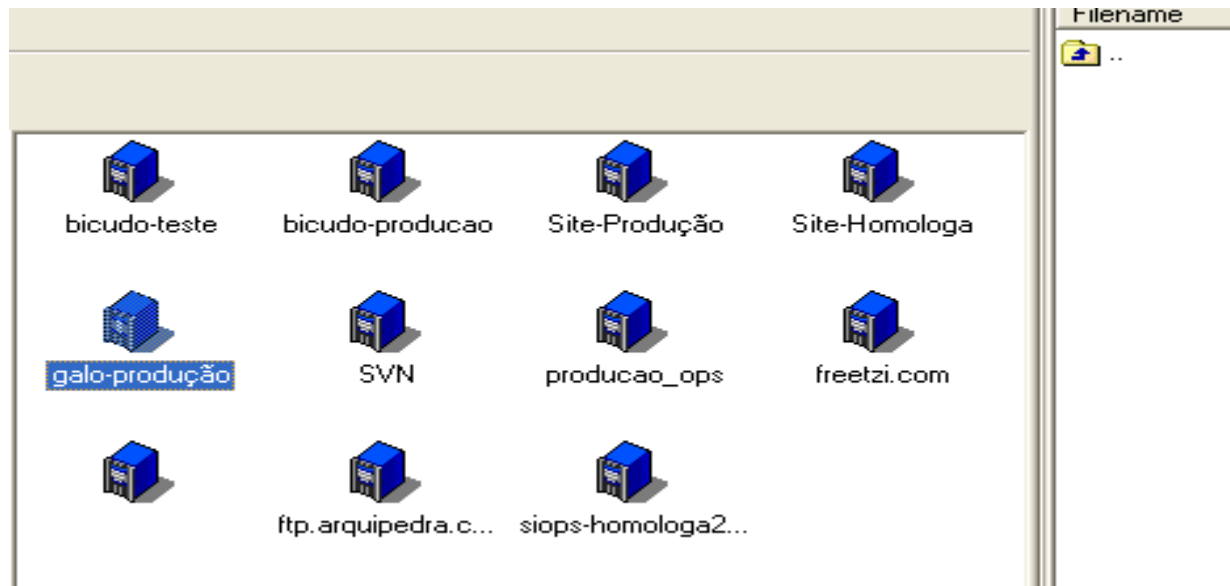 Filename
..
bicudo-teste
bicudo-producao
Site-Produção
Site-Homologa
galo-produção
SVN
producao_ops
freetzi.com
ftp.arquipedra.c...
siops-homologa2...